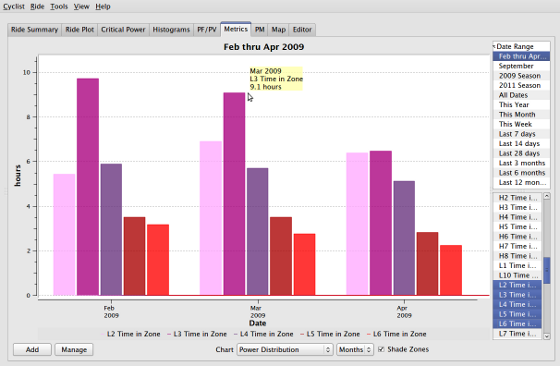 Cyclist Ride Tools View Help
Ride Summary Ride Plot Critical Power Histograms PF/PV Metrics PM Map Editor
Feb thru Apr 2009
Mar 2009
L3 Time in Zone
9.1 hours
10
8
6
4
2
0
hours
Feb
2009
Mar
2009
Apr
2009
Date
L2 Time in Zone L3 Time in Zone L4 Time in Zone L5 Time in Zone L6 Time in Zone
Add Manage Chart Power Distribution Months Shade Zones
Date Range
Feb thru Apr...
September
2009 Season
2011 Season
All Dates
This Year
This Month
This Week
Last 7 days
Last 14 days
Last 28 days
Last 3 months
Last 6 months
Last 12 mon...
H2 Time i...
H3 Time i...
H4 Time i...
H5 Time i...
H6 Time i...
H7 Time i...
H8 Time i...
L1 Time i...
L10 Time ...
L2 Time i...
L3 Time i...
L4 Time i...
L5 Time i...
L6 Time i...
L7 Time i...